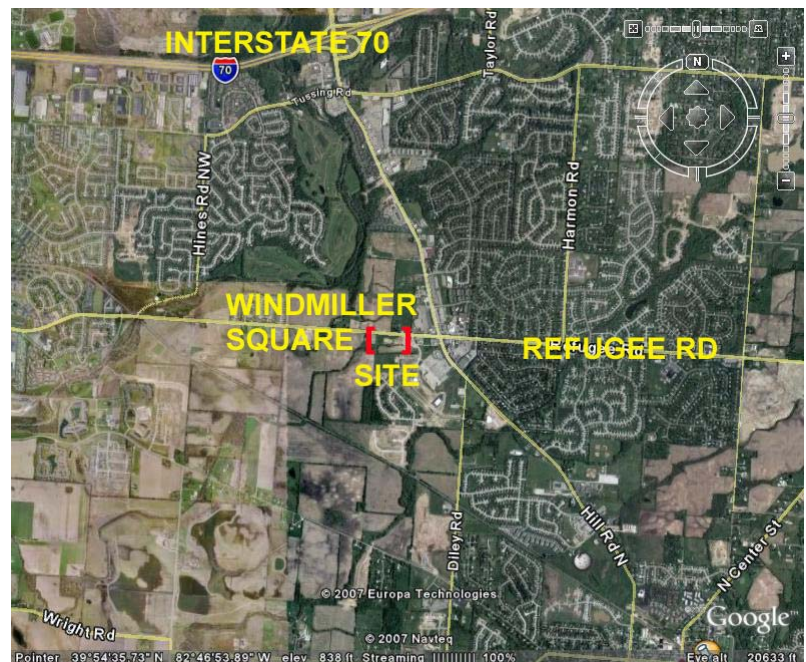 INTERSTATE 70
70
Taylor Rd
Tussing Rd
N
Hines Rd NW
Harmon Rd
WINDMILLER
SQUARE
SITE
REFUGEE RD
Diley Rd
Hill Rd N
N Center St
Wright Rd
© 2007 Europa Technologies
© 2007 Navteq
Google™
Pointer 39°54'35.73" N 82°46'53.89" W elev 838 ft Streaming |||||||||| 100% Eye alt 20633 ft